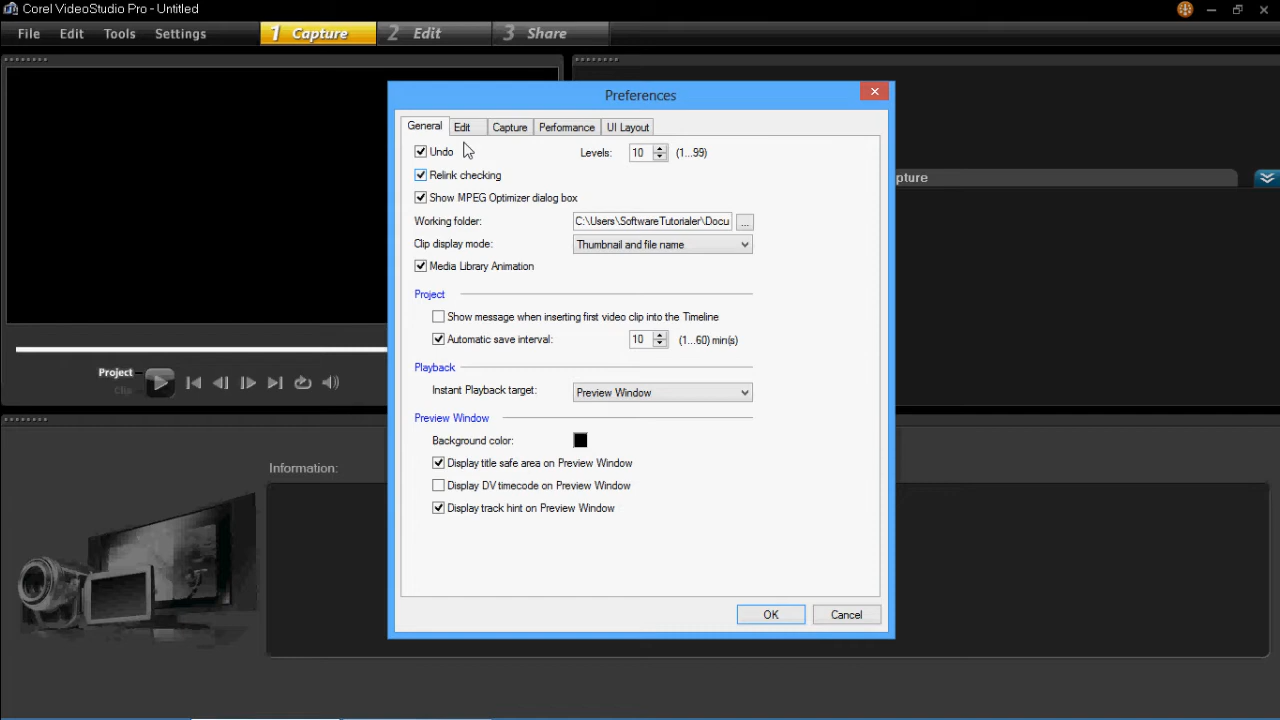 Corel VideoStudio Pro - Untitled
File Edit Tools Settings 1 Capture 2 Edit 3 Share
Preferences
General Edit Capture Performance UI Layout
Undo Levels: 10 (1...99)
Relink checking
Show MPEG Optimizer dialog box
Working folder: C:\Users\SoftwareTutorialer\Docu ...
Clip display mode: Thumbnail and file name
Media Library Animation
Project
Show message when inserting first video clip into the Timeline
Automatic save interval: 10 (1...60) min(s)
Playback
Instant Playback target: Preview Window
Preview Window
Background color:
Display title safe area on Preview Window
Display DV timecode on Preview Window
Display track hint on Preview Window
OK Cancel
pture
Project
Clip
Information: